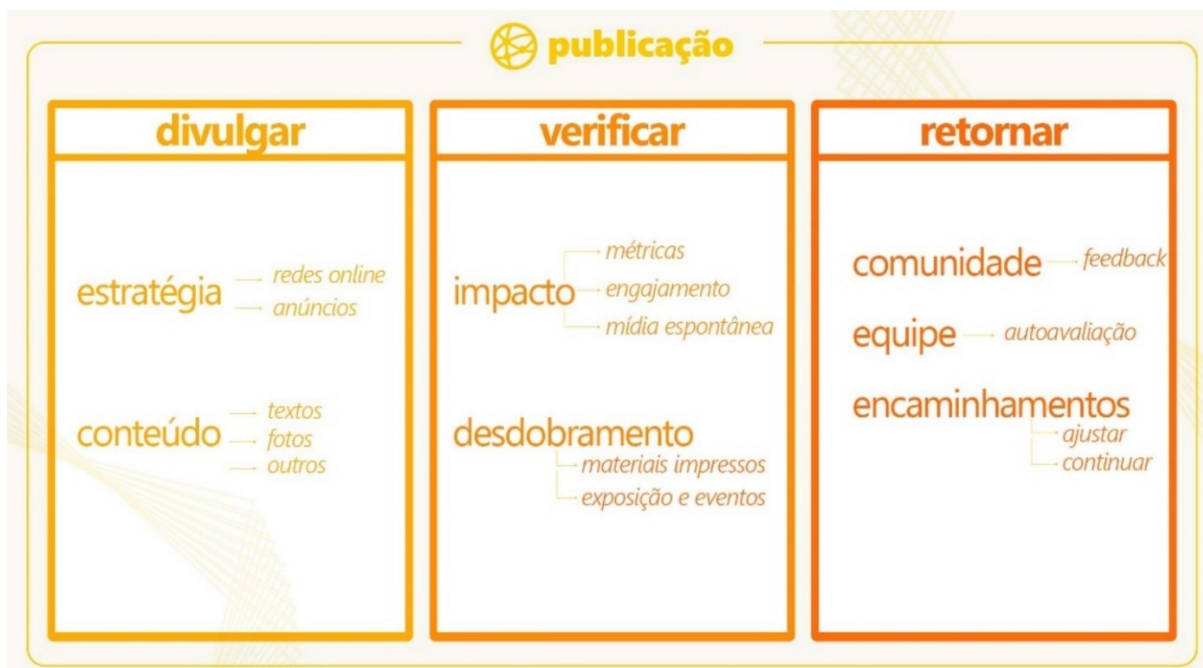 publicação
divulgar
estratégia
redes online
anúncios
conteúdo
textos
fotos
outros
verificar
impacto
métricas
engajamento
mídia espontânea
desdobramento
materiais impressos
exposição e eventos
retornar
comunidade
feedback
equipe
autoavaliação
encaminhamentos
ajustar
continuar